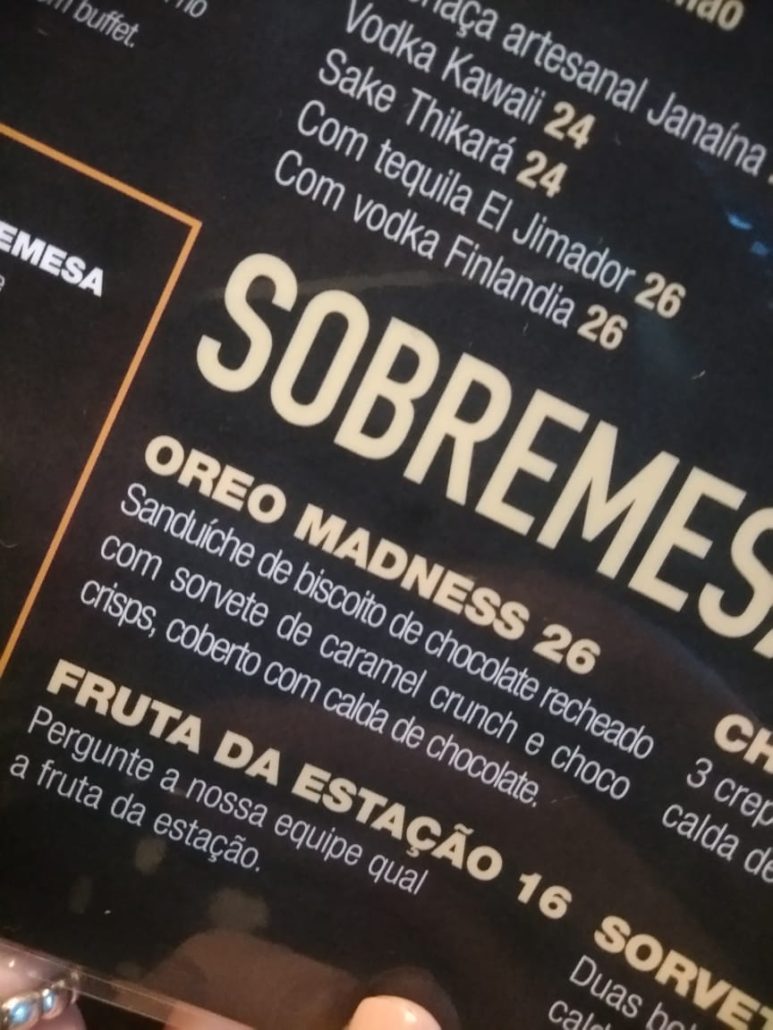 buffet.
artesanal Janaína
Vodka Kawaii 24
Sake Thikará 24
Com tequila El Jimador 26
Com vodka Finlandia 26
EMESA
SOBREMESA
OREO MADNESS 26
Sanduíche de biscoito de chocolate recheado
com sorvete de caramel crunch e choco
crisps, coberto com calda de chocolate.
FRUTA DA ESTAÇÃO 16
Pergunte a nossa equipe qual
a fruta da estação.
CH
3 crep
calda de
SORVET
Duas